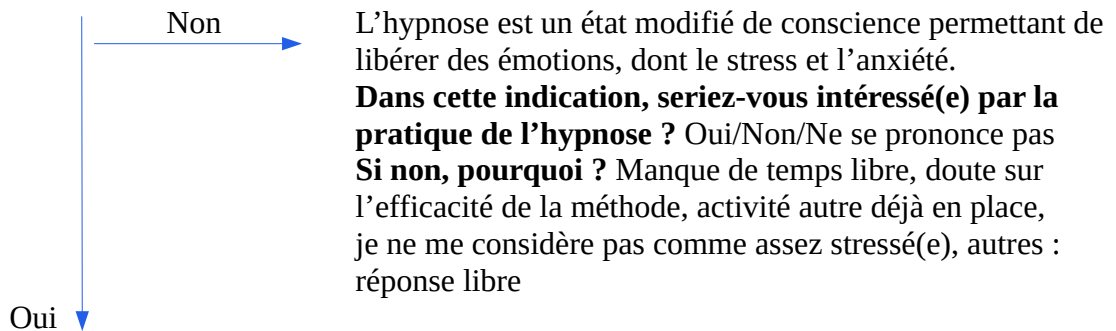 Non
L’hypnose est un état modifié de conscience permettant de
libérer des émotions, dont le stress et l’anxiété.
Dans cette indication, seriez-vous intéressé(e) par la
pratique de l’hypnose ? Oui/Non/Ne se prononce pas
Si non, pourquoi ? Manque de temps libre, doute sur
l’efficacité de la méthode, activité autre déjà en place,
je ne me considère pas comme assez stressé(e), autres :
réponse libre
Oui